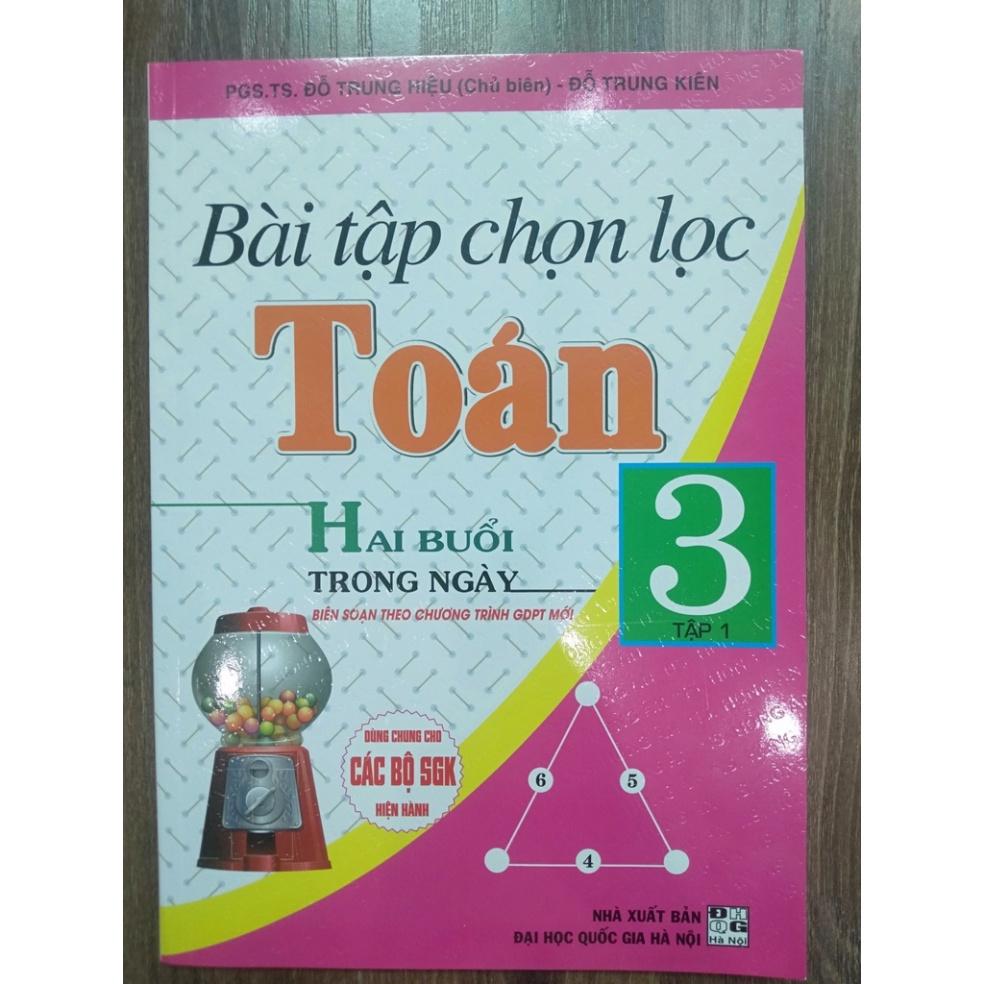 PGS.TS. ĐỖ TRUNG HIỆU (Chủ biên) - ĐỖ TRUNG KIÊN
Bài tập chọn lọc
Toán
HAI BUỔI
TRONG NGÀY
BIÊN SOẠN THEO CHƯƠNG TRÌNH GDPT MỚI
3
TẬP 1
DÙNG CHUNG CHO
CÁC BỘ SGK
HIỆN HÀNH
6
5
4
NHÀ XUẤT BẢN
ĐẠI HỌC QUỐC GIA HÀ NỘI
ĐH
QG
Hà Nội